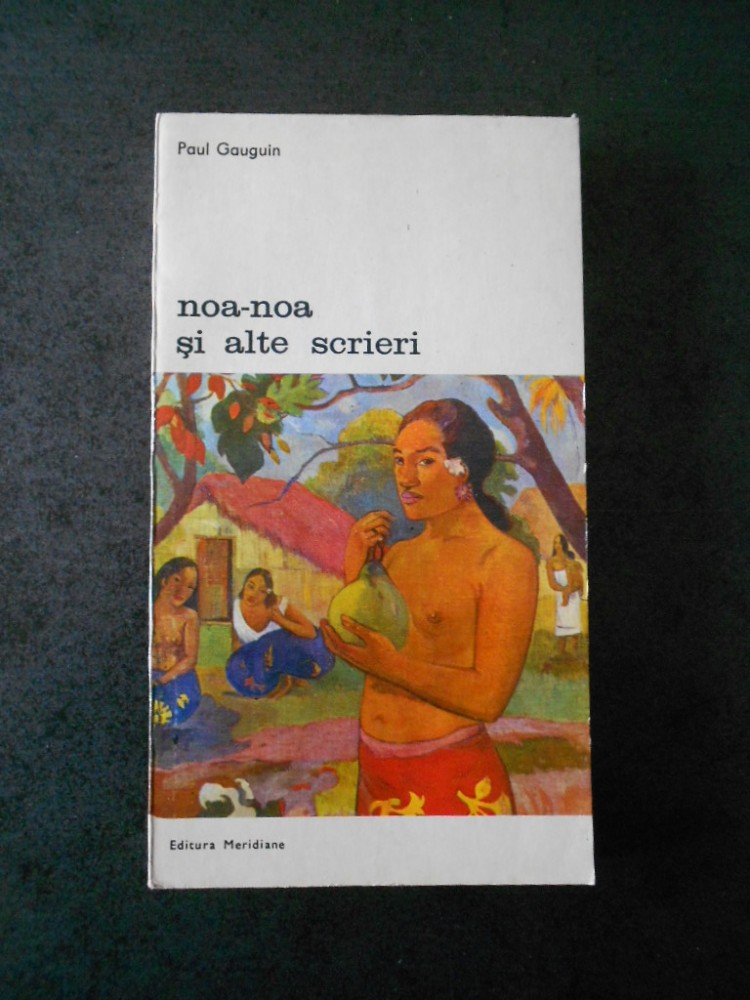 Paul Gauguin
noa-noa
şi alte scrieri
Editura Meridiane